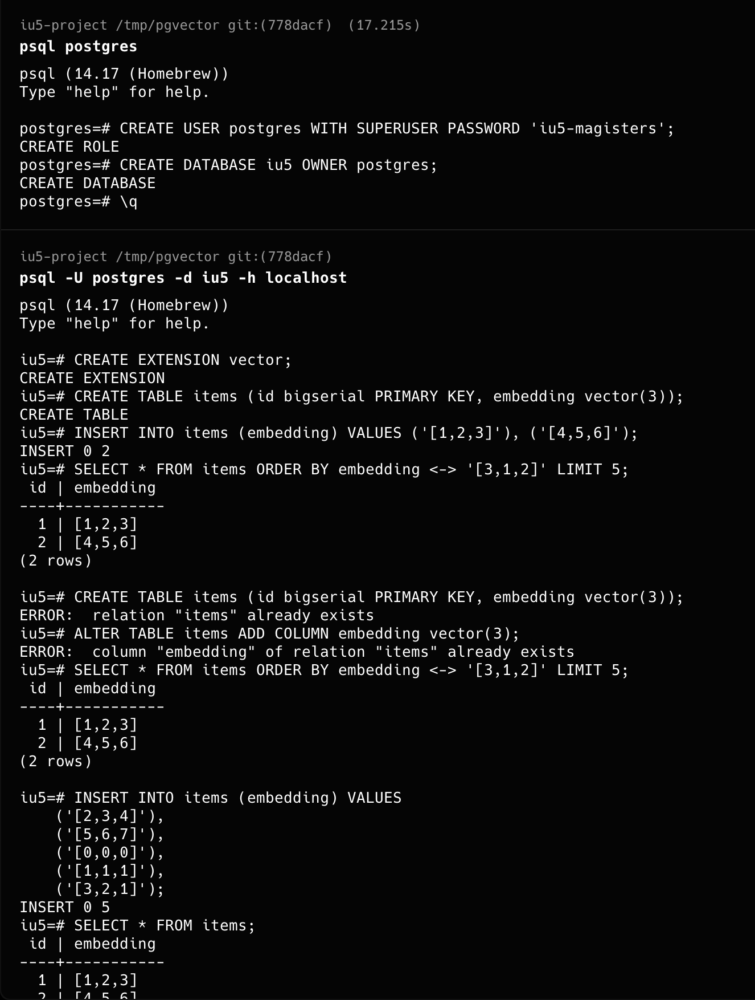 iu5-project /tmp/pgvector git:(778dacf)  (17.215s)
psql postgres
psql (14.17 (Homebrew))
Type "help" for help.

postgres=# CREATE USER postgres WITH SUPERUSER PASSWORD 'iu5-magisters';
CREATE ROLE
postgres=# CREATE DATABASE iu5 OWNER postgres;
CREATE DATABASE
postgres=# \q

iu5-project /tmp/pgvector git:(778dacf)
psql -U postgres -d iu5 -h localhost
psql (14.17 (Homebrew))
Type "help" for help.

iu5=# CREATE EXTENSION vector;
CREATE EXTENSION
iu5=# CREATE TABLE items (id bigserial PRIMARY KEY, embedding vector(3));
CREATE TABLE
iu5=# INSERT INTO items (embedding) VALUES ('[1,2,3]'), ('[4,5,6]');
INSERT 0 2
iu5=# SELECT * FROM items ORDER BY embedding <-> '[3,1,2]' LIMIT 5;
 id | embedding
----+-----------
  1 | [1,2,3]
  2 | [4,5,6]
(2 rows)

iu5=# CREATE TABLE items (id bigserial PRIMARY KEY, embedding vector(3));
ERROR:  relation "items" already exists
iu5=# ALTER TABLE items ADD COLUMN embedding vector(3);
ERROR:  column "embedding" of relation "items" already exists
iu5=# SELECT * FROM items ORDER BY embedding <-> '[3,1,2]' LIMIT 5;
 id | embedding
----+-----------
  1 | [1,2,3]
  2 | [4,5,6]
(2 rows)

iu5=# INSERT INTO items (embedding) VALUES
    ('[2,3,4]'),
    ('[5,6,7]'),
    ('[0,0,0]'),
    ('[1,1,1]'),
    ('[3,2,1]');
INSERT 0 5
iu5=# SELECT * FROM items;
 id | embedding
----+-----------
  1 | [1,2,3]
  2 | [4,5,6]